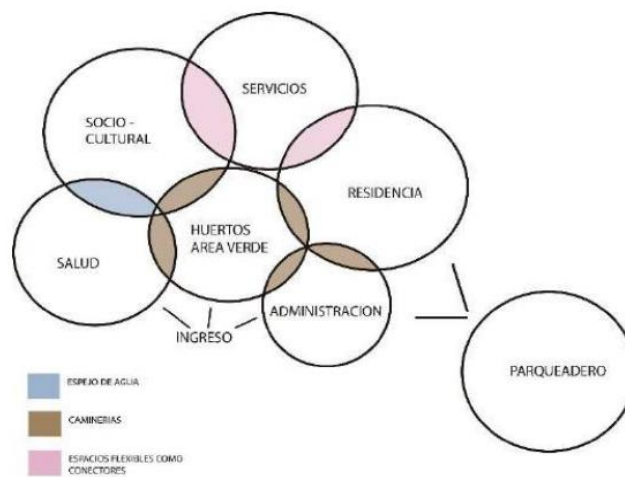 SERVICIOS
SOCIO -
CULTURAL
RESIDENCIA
HUERTOS
AREA VERDE
SALUD
ADMINISTRACION
INGRESO
PARQUEADERO
ESPEJO DE AGUA
CAMINERIAS
ESPACIOS FLEXIBLES COMO
CONECTORES